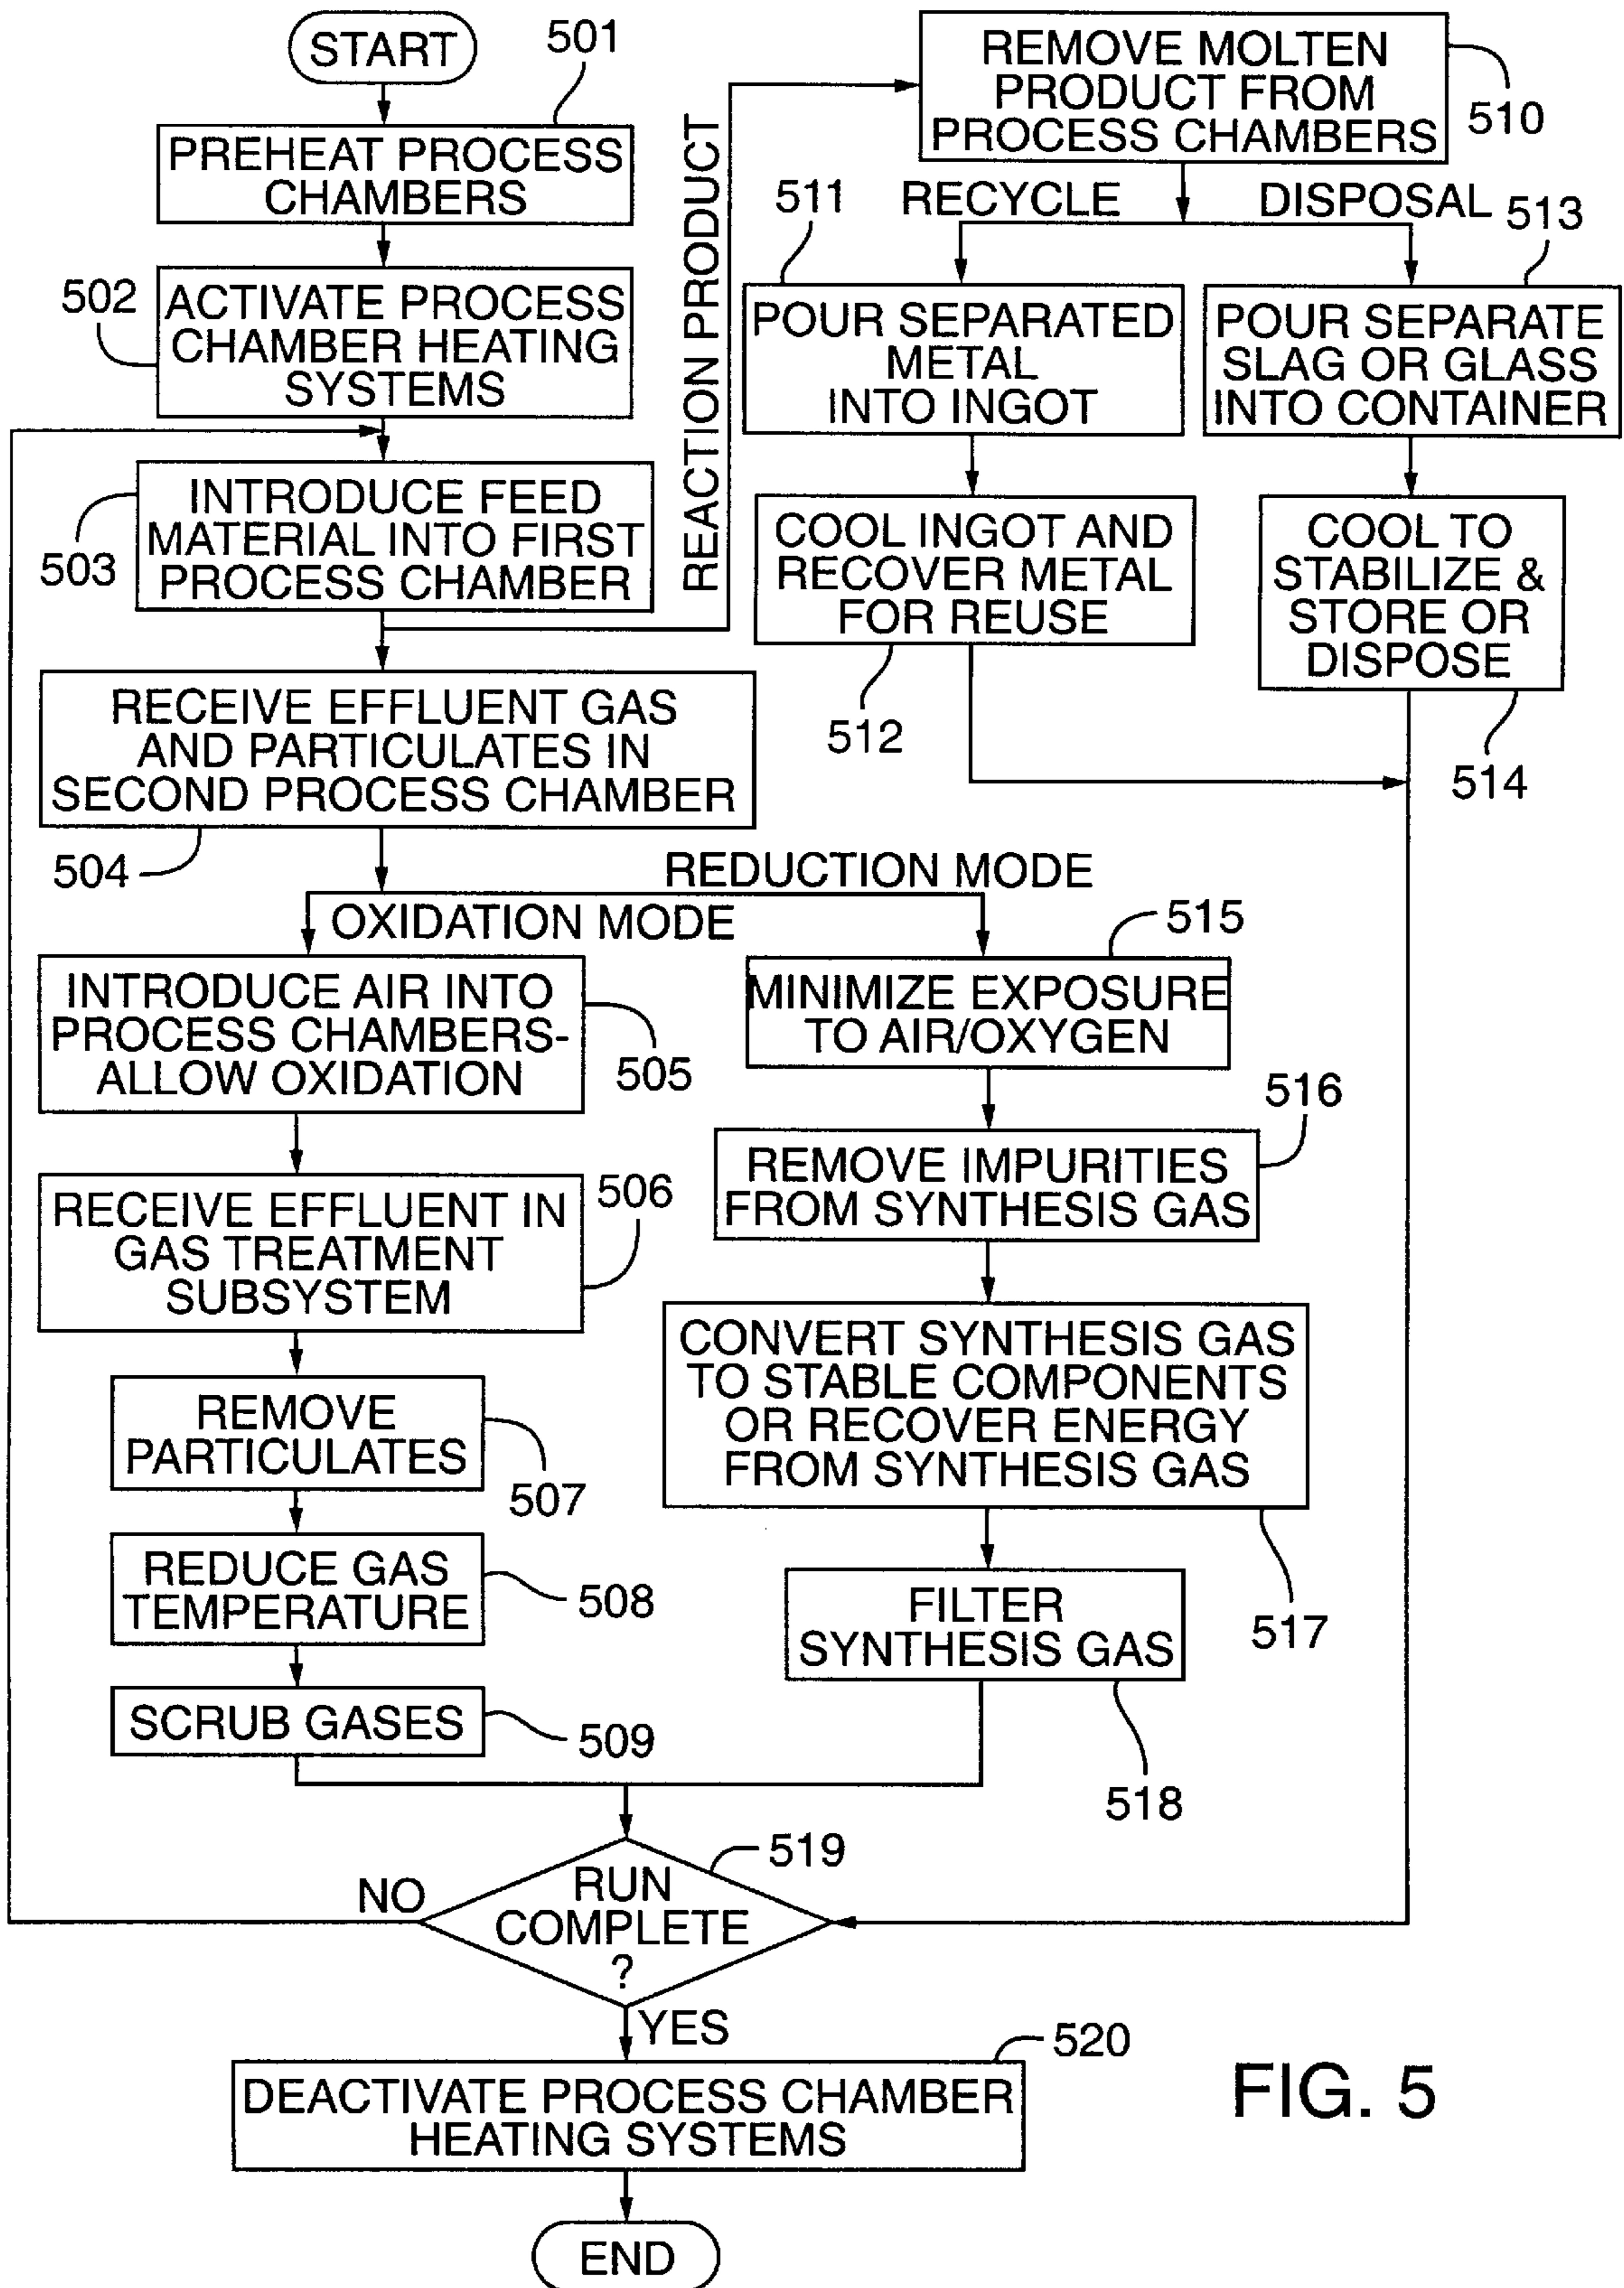 START
501
PREHEAT PROCESS
CHAMBERS
502
ACTIVATE PROCESS
CHAMBER HEATING
SYSTEMS
503
INTRODUCE FEED
MATERIAL INTO FIRST
PROCESS CHAMBER
REACTION PRODUCT
RECEIVE EFFLUENT GAS
AND PARTICULATES IN
SECOND PROCESS CHAMBER
504
REDUCTION MODE
OXIDATION MODE
INTRODUCE AIR INTO
PROCESS CHAMBERS-
ALLOW OXIDATION
505
RECEIVE EFFLUENT IN
GAS TREATMENT
SUBSYSTEM
506
REMOVE
PARTICULATES
507
REDUCE GAS
TEMPERATURE
508
SCRUB GASES
509
REMOVE MOLTEN
PRODUCT FROM
PROCESS CHAMBERS
510
RECYCLE
DISPOSAL
511
POUR SEPARATED
METAL
INTO INGOT
COOL INGOT AND
RECOVER METAL
FOR REUSE
512
513
POUR SEPARATE
SLAG OR GLASS
INTO CONTAINER
COOL TO
STABILIZE &
STORE OR
DISPOSE
514
515
MINIMIZE EXPOSURE
TO AIR/OXYGEN
516
REMOVE IMPURITIES
FROM SYNTHESIS GAS
CONVERT SYNTHESIS GAS
TO STABLE COMPONENTS
OR RECOVER ENERGY
FROM SYNTHESIS GAS
517
FILTER
SYNTHESIS GAS
518
519
RUN
COMPLETE
?
NO
YES
520
DEACTIVATE PROCESS CHAMBER
HEATING SYSTEMS
END
FIG. 5